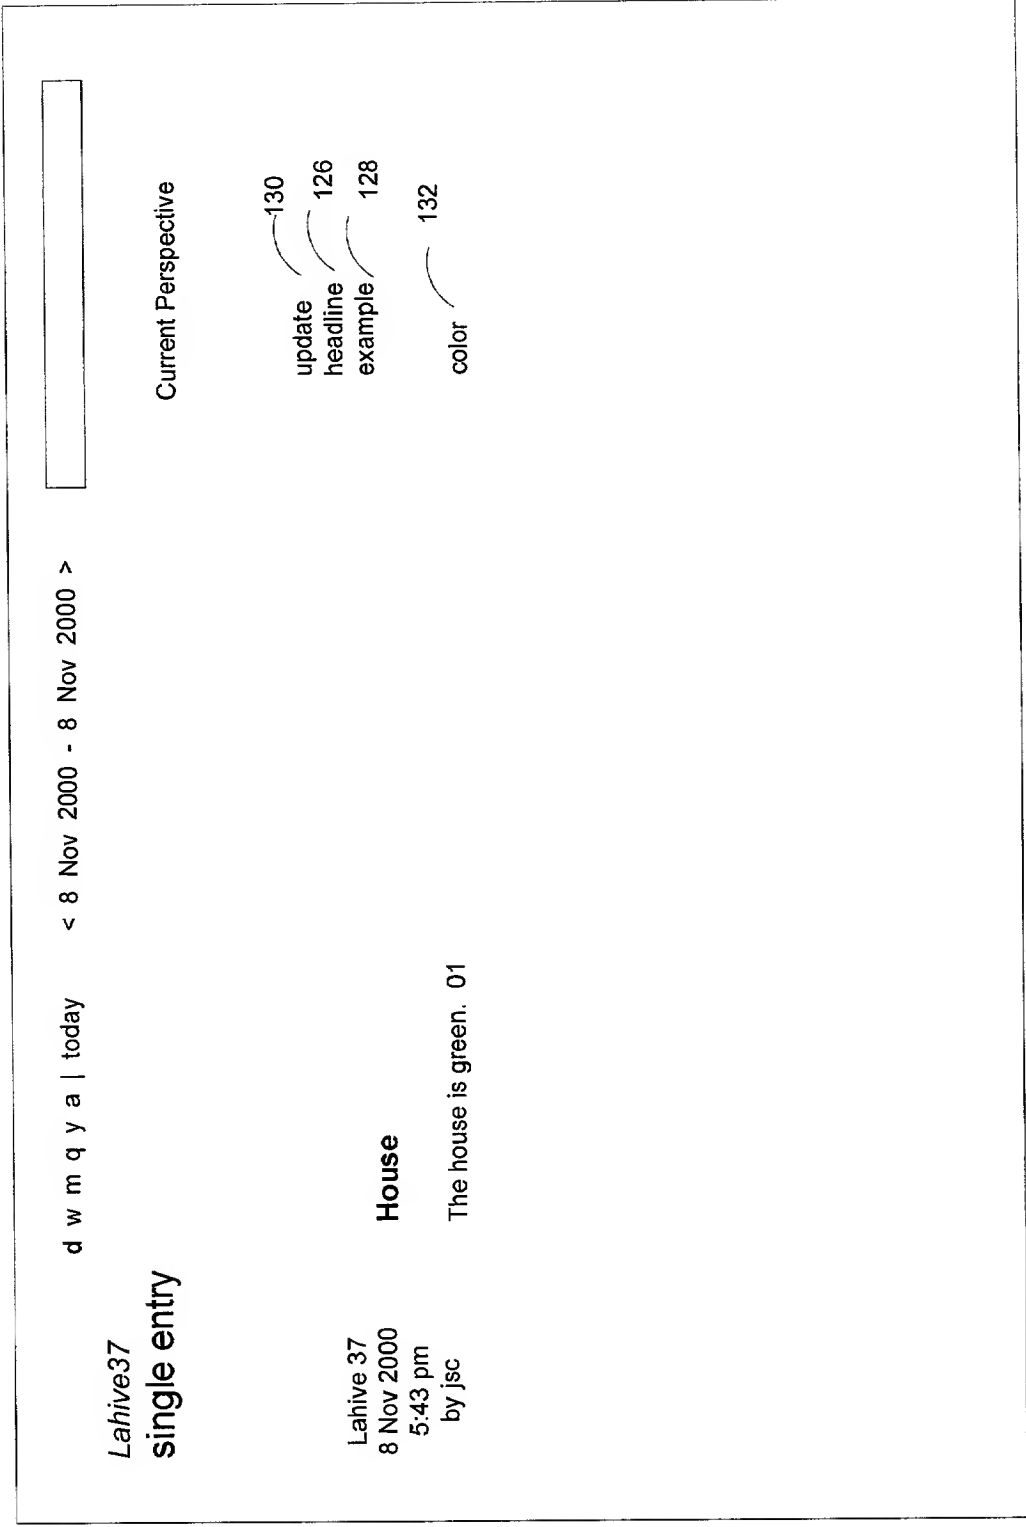 d w m q y a | today < 8 Nov 2000 - 8 Nov 2000 >
Lahive37
single entry
Current Perspective
130
update
126
headline
128
example
Lahive 37
8 Nov 2000
5:43 pm
by jsc
House
132
color
The house is green. 01